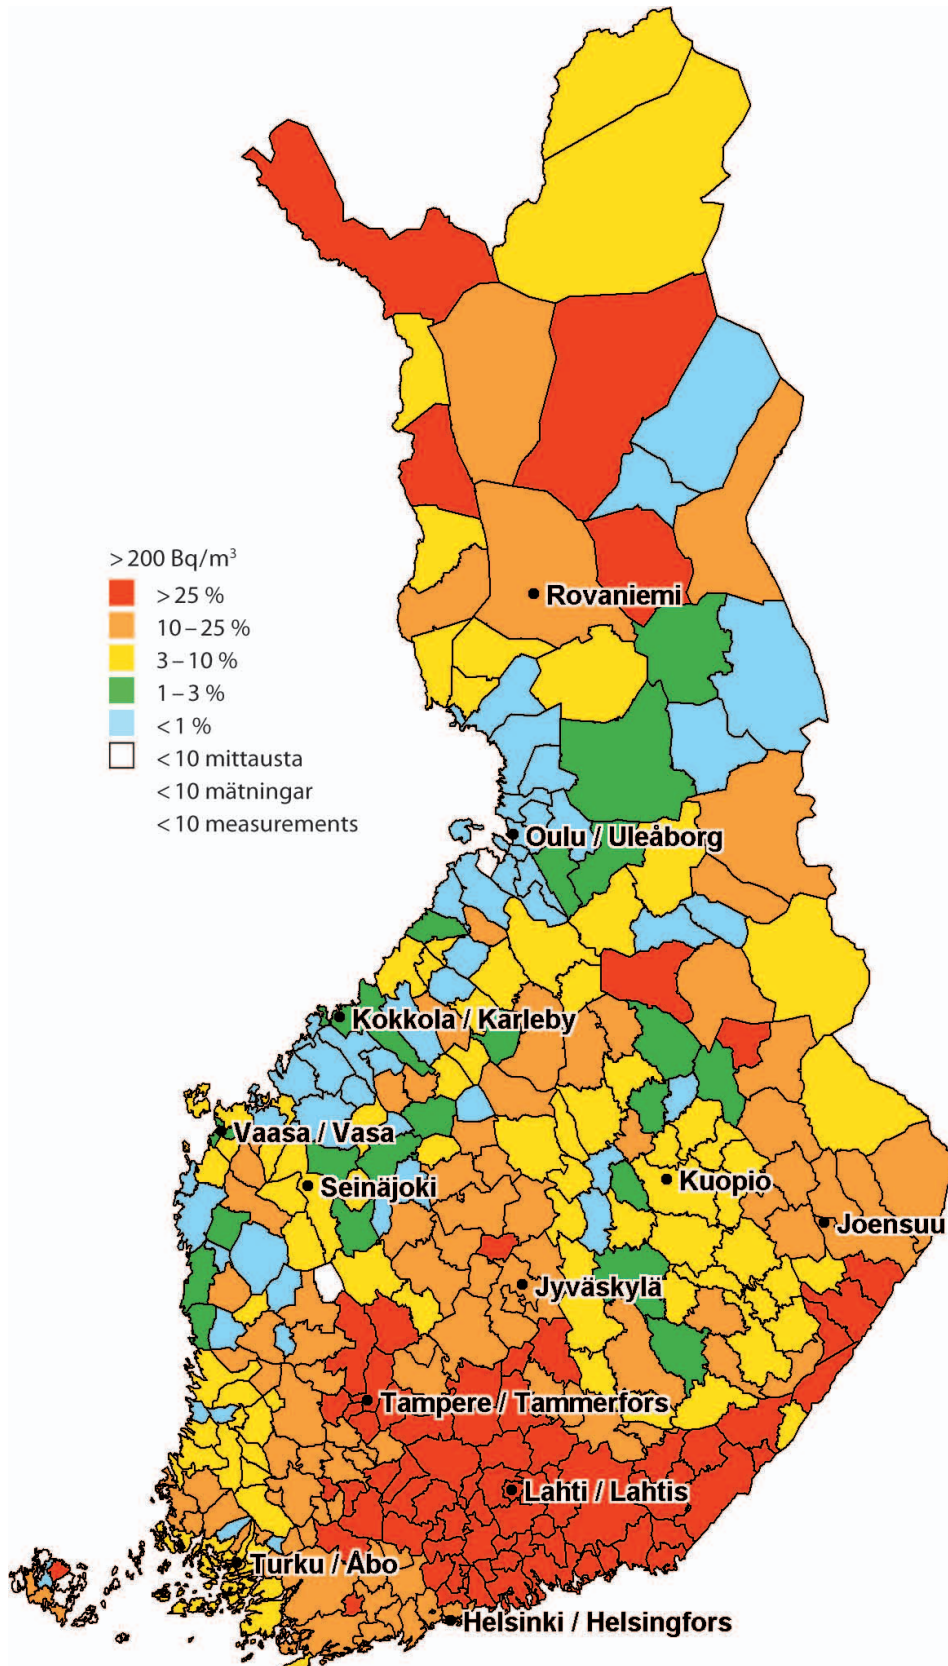 > 200 Bq/m³
> 25 %
10 – 25 %
3 – 10 %
1 – 3 %
< 1 %
< 10 mittausta
< 10 mätningar
< 10 measurements
Rovaniemi
Oulu / Uleåborg
Kokkola / Karleby
Vaasa / Vasa
Seinäjoki
Kuopio
Joensuu
Jyväskylä
Tampere / Tammerfors
Lahti / Lahtis
Turku / Åbo
Helsinki / Helsingfors